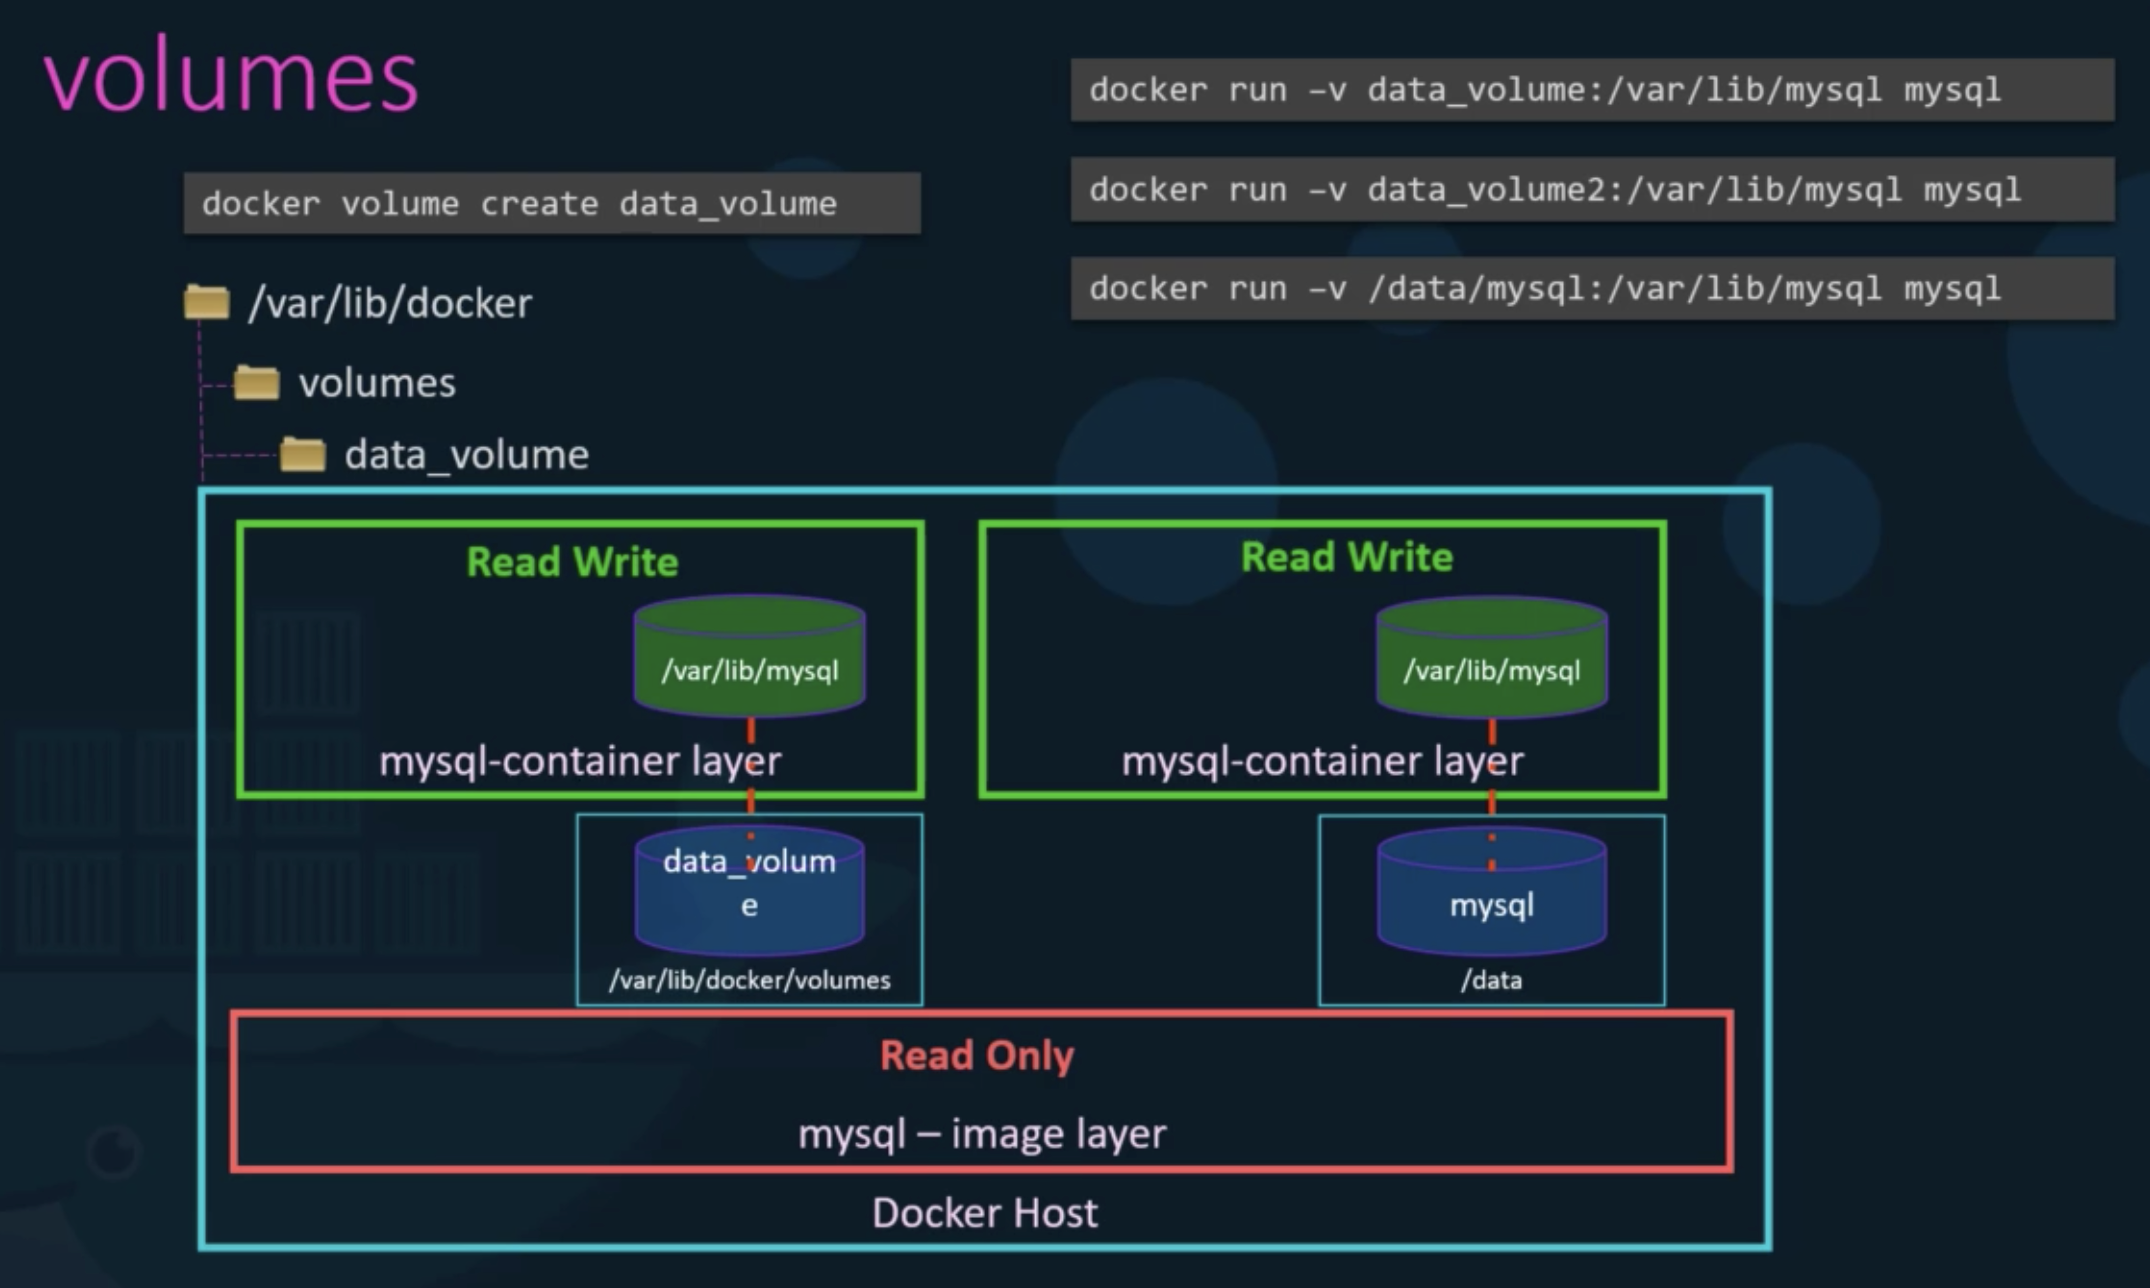 volumes
docker volume create data_volume
/var/lib/docker
volumes
data_volume
docker run –v data_volume:/var/lib/mysql mysql
docker run –v data_volume2:/var/lib/mysql mysql
docker run –v /data/mysql:/var/lib/mysql mysql
Read Write
/var/lib/mysql
mysql-container layer
data_volum
e
/var/lib/docker/volumes
Read Write
/var/lib/mysql
mysql-container layer
mysql
/data
Read Only
mysql – image layer
Docker Host